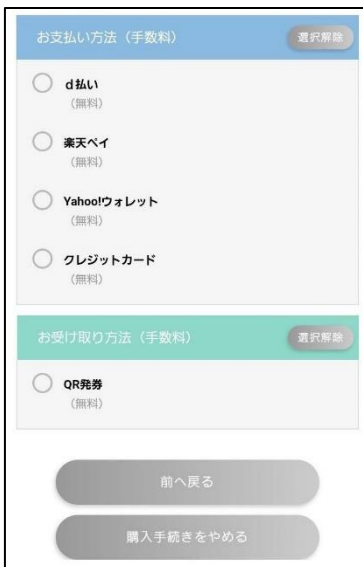 お支払い方法（手数料）
選択解除
d払い
（無料）
楽天ペイ
（無料）
Yahoo!ウォレット
（無料）
クレジットカード
（無料）
お受け取り方法（手数料）
選択解除
QR発券
（無料）
前へ戻る
購入手続きをやめる